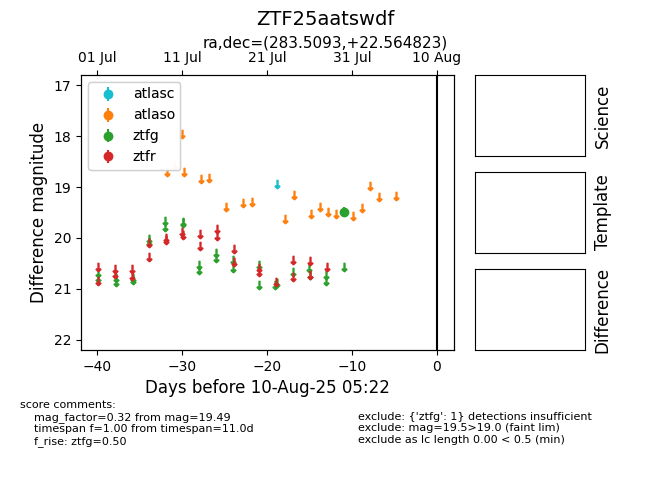 ZTF25aatswdf
ra,dec=(283.5093,+22.564823)
01 Jul 11 Jul 21 Jul 31 Jul 10 Aug
atlasc
atlaso
ztfg
ztfr
17
18
19
20
21
22
Difference magnitude
−40 −30 −20 −10 0
Days before 10-Aug-25 05:22
Science
Template
Difference
score comments:
mag_factor=0.32 from mag=19.49
timespan f=1.00 from timespan=11.0d
f_rise: ztfg=0.50
exclude: {'ztfg': 1} detections insufficient
exclude: mag=19.5>19.0 (faint lim)
exclude as lc length 0.00 < 0.5 (min)